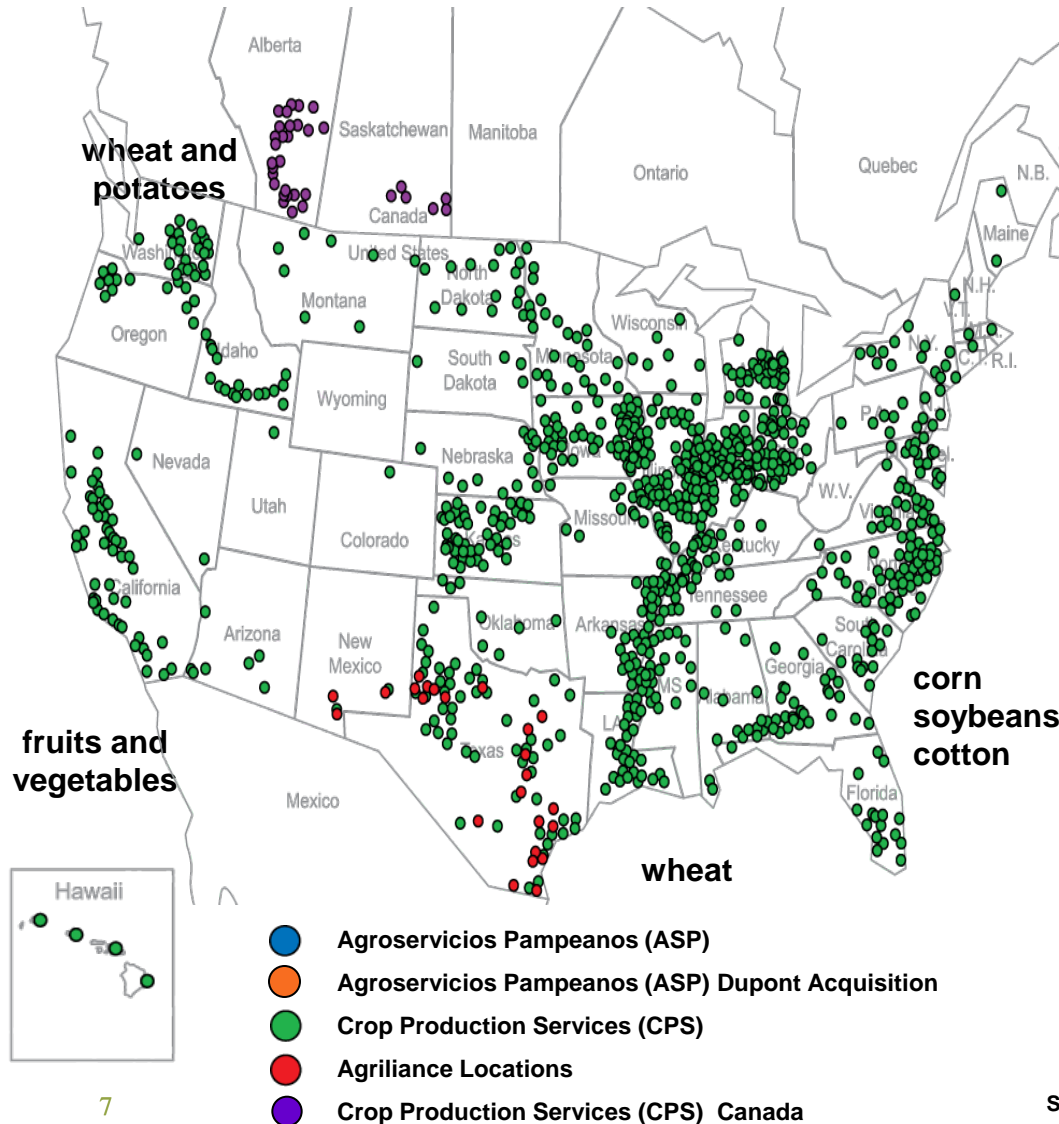 Alberta
Saskatchewan
Manitoba
Ontario
Quebec
N.B.
wheat and
potatoes
Canada
United States
Maine
Washing
N.H.
V.T.
North
Dakota
Montana
Wisconsin
Oregon
N.Y.
C.T.
R.I.
Idaho
South
Dakota
Minnesota
Wyoming
P.A.
Nebraska
Iowa
Nevada
W.V.
Utah
Missouri
Colorado
Kansas
Kentucky
California
Tennessee
North
Oklahoma
Arkansas
Arizona
New
Mexico
South
Carolina
Georgia
MS
Alabama
corn
soybeans
cotton
LA
Texas
fruits and
vegetables
Mexico
Florida
wheat
Hawaii
Agroservicios Pampeanos (ASP)
Agroservicios Pampeanos (ASP) Dupont Acquisition
Crop Production Services (CPS)
Agriliance Locations
Crop Production Services (CPS) Canada
7
S